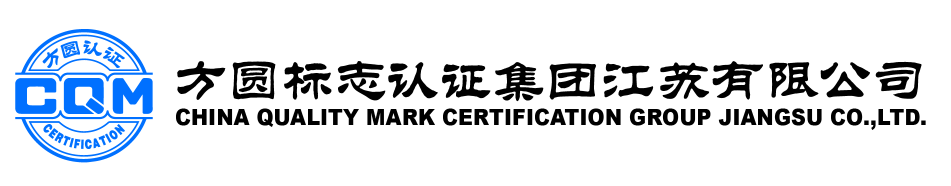 方圆认证
CQM
CERTIFICATION
方圆标志认证集团江苏有限公司
CHINA QUALITY MARK CERTIFICATION GROUP JIANGSU CO.,LTD.